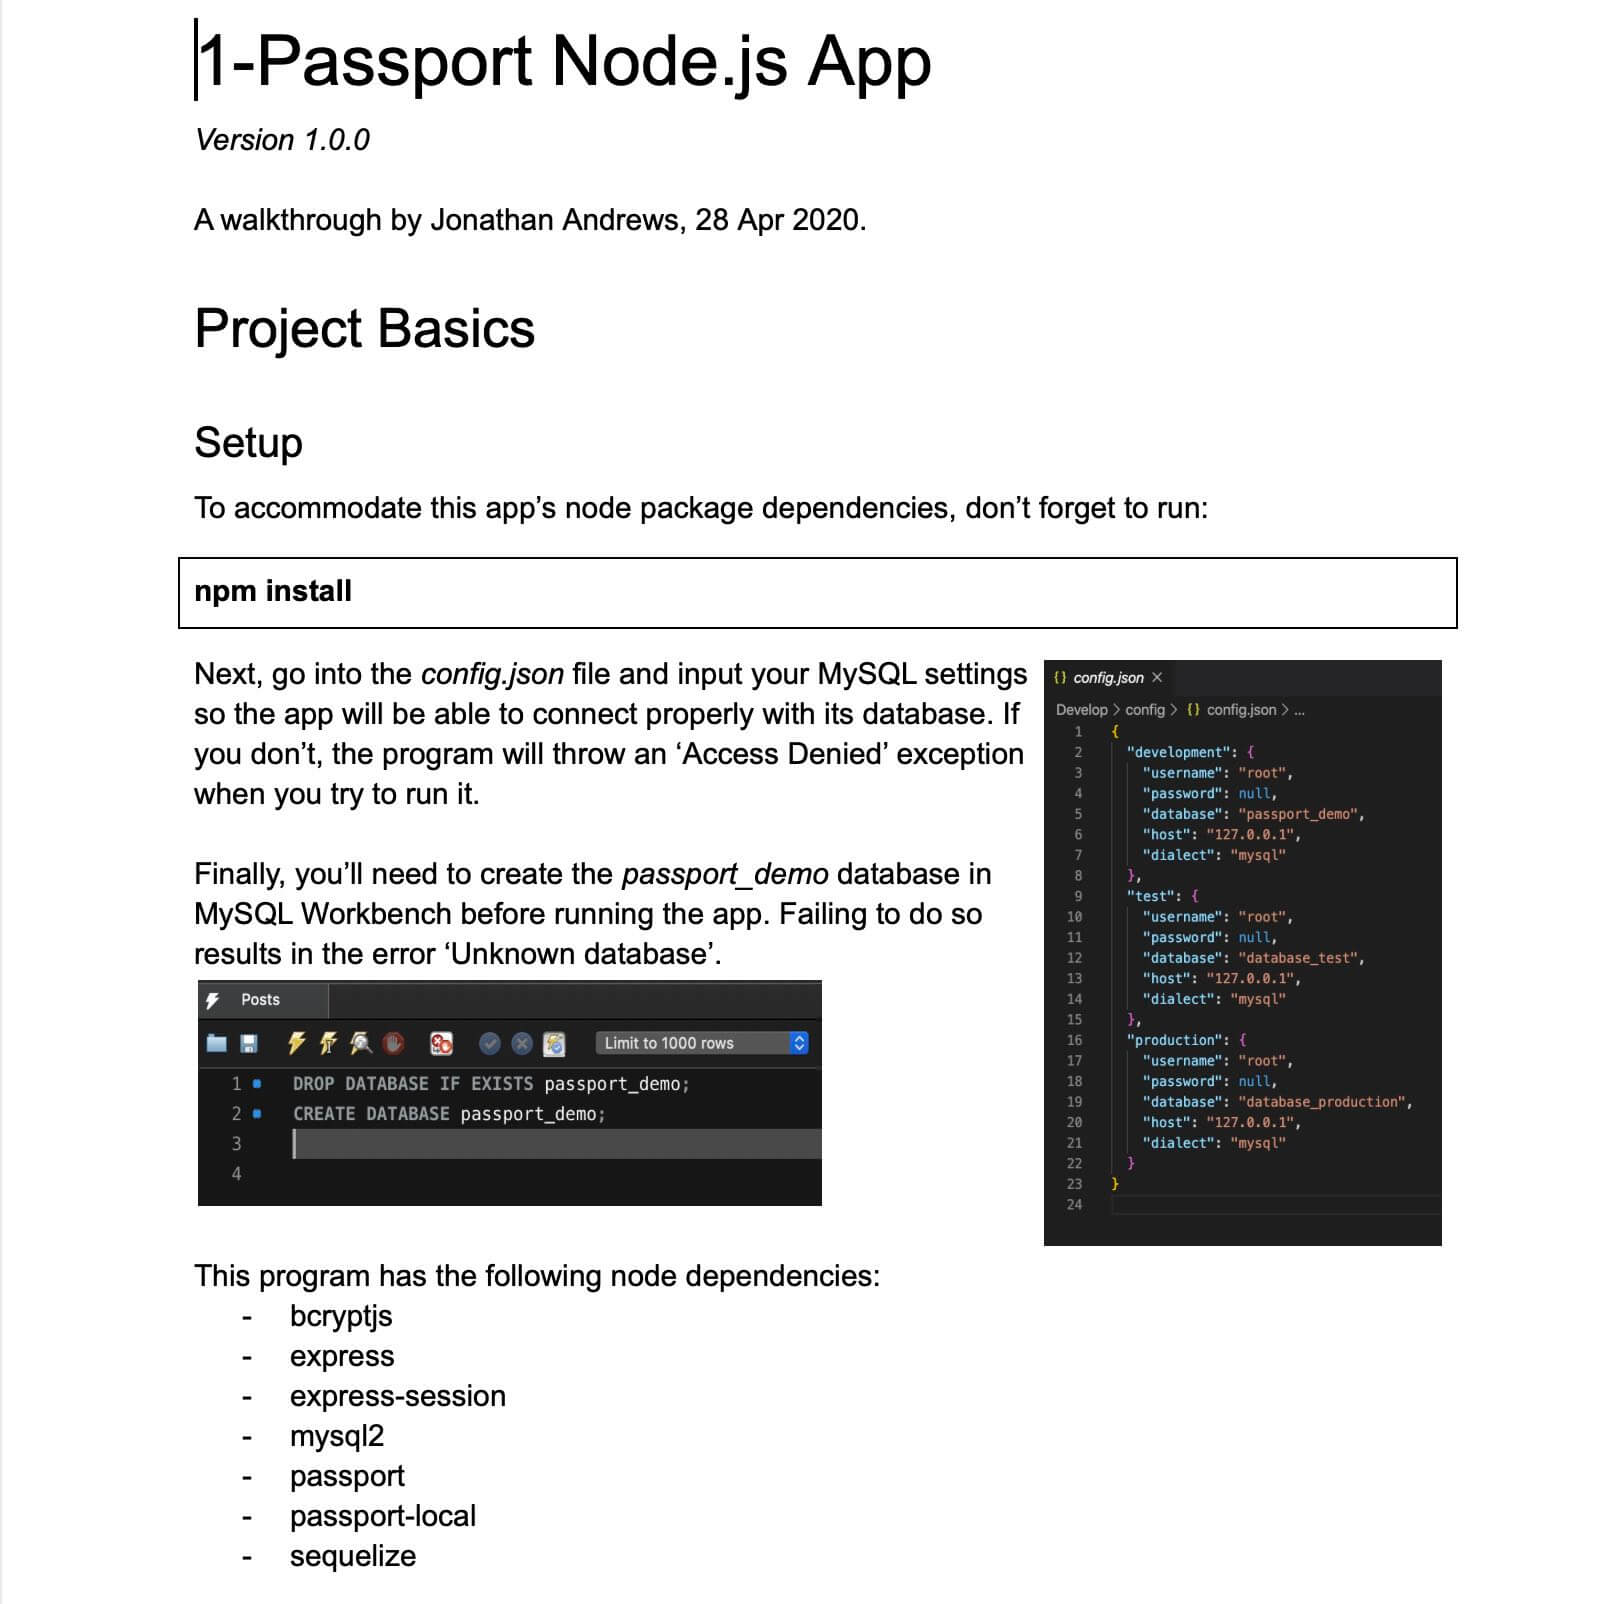 1-Passport Node.js App
Version 1.0.0
A walkthrough by Jonathan Andrews, 28 Apr 2020.
Project Basics
Setup
To accommodate this app’s node package dependencies, don’t forget to run:
npm install
Next, go into the config.json file and input your MySQL settings
so the app will be able to connect properly with its database. If
you don’t, the program will throw an ‘Access Denied’ exception
when you try to run it.
Finally, you’ll need to create the passport_demo database in
MySQL Workbench before running the app. Failing to do so
results in the error ‘Unknown database’.
Posts
Limit to 1000 rows
1 DROP DATABASE IF EXISTS passport_demo;
2 CREATE DATABASE passport_demo;
3
4
{} config.json ×
Develop > config > {} config.json > ...
1 {
2 "development": {
3 "username": "root",
4 "password": null,
5 "database": "passport_demo",
6 "host": "127.0.0.1",
7 "dialect": "mysql"
8 },
9 "test": {
10 "username": "root",
11 "password": null,
12 "database": "database_test",
13 "host": "127.0.0.1",
14 "dialect": "mysql"
15 },
16 "production": {
17 "username": "root",
18 "password": null,
19 "database": "database_production",
20 "host": "127.0.0.1",
21 "dialect": "mysql"
22 }
23 }
24
This program has the following node dependencies:
- bcryptjs
- express
- express-session
- mysql2
- passport
- passport-local
- sequelize